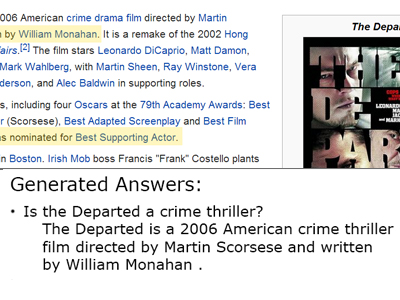 006 American crime drama film directed by Martin
n by William Monahan. It is a remake of the 2002 Hong
fairs.[2] The film stars Leonardo DiCaprio, Matt Damon,
Mark Wahlberg, with Martin Sheen, Ray Winstone, Vera
derson, and Alec Baldwin in supporting roles.
s, including four Oscars at the 79th Academy Awards: Best
r (Scorsese), Best Adapted Screenplay and Best Film
as nominated for Best Supporting Actor.
n Boston. Irish Mob boss Francis "Frank" Costello plants
The Depar
THE
DE
PAR
LEONARDO
MA
JAC
AND MARK
Generated Answers:
• Is the Departed a crime thriller?
The Departed is a 2006 American crime thriller
film directed by Martin Scorsese and written
by William Monahan .